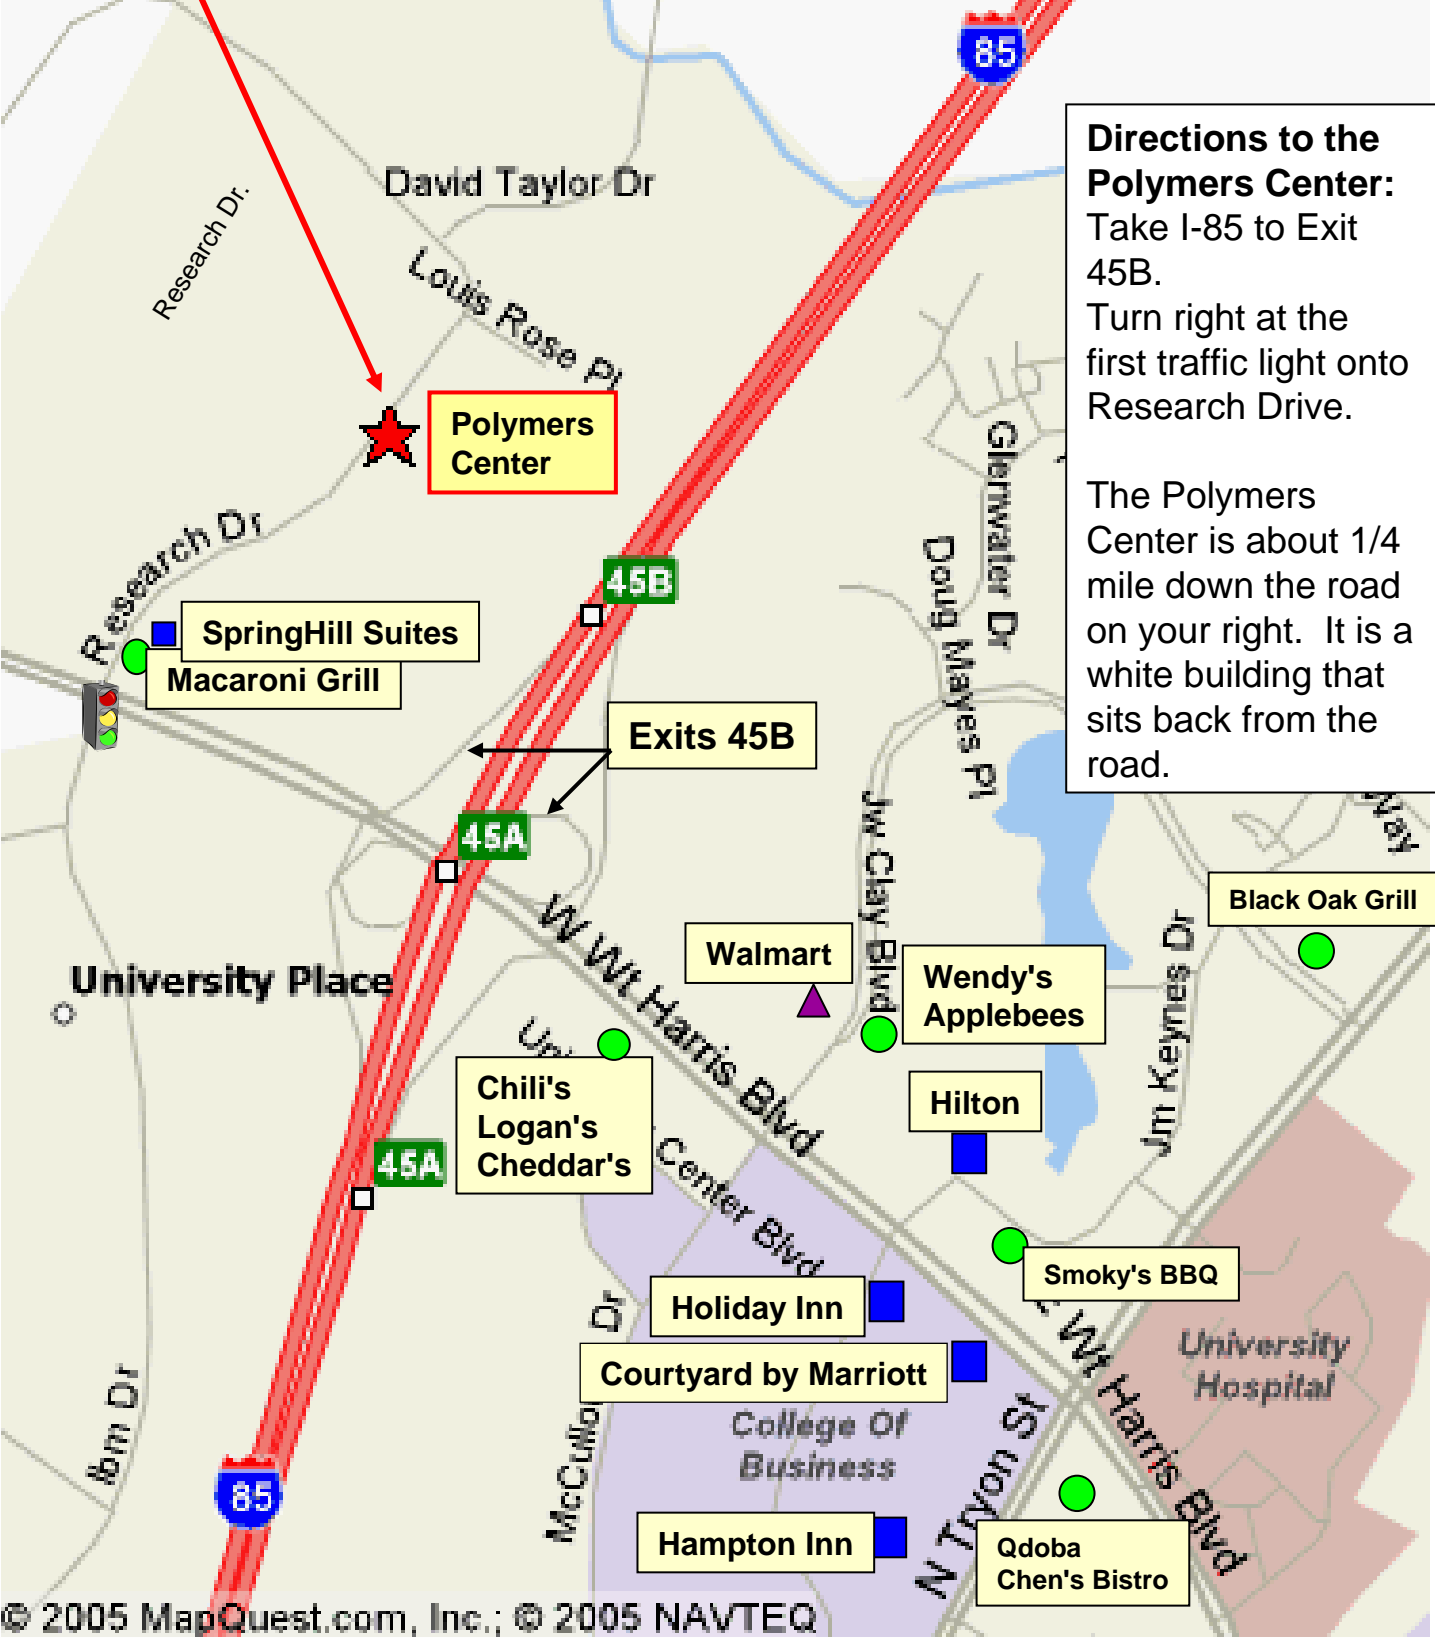 85
Directions to the
Polymers Center:
Take I-85 to Exit
45B.
Turn right at the
first traffic light onto
Research Drive.
The Polymers
Center is about 1/4
mile down the road
on your right. It is a
white building that
sits back from the
road.
David Taylor Dr
Research Dr.
Louis Rose Pl
Polymers
Center
Glenwater Dr
Research Dr
45B
Doug Mayes Pl
SpringHill Suites
Macaroni Grill
Exits 45B
45A
Jw Clay Blvd
Way
Black Oak Grill
W Wt Harris Blvd
Walmart
Wendy's
Applebees
Jm Keynes Dr
University Place
Chili's
Logan's
Cheddar's
Hilton
45A
Center Blvd
Smoky's BBQ
Holiday Inn
Dr
Wt Harris Blvd
University
Hospital
Courtyard by Marriott
Ibm Dr
College Of
Business
N Tryon St
85
Hampton Inn
Qdoba
Chen's Bistro
© 2005 MapQuest.com, Inc.; © 2005 NAVTEQ